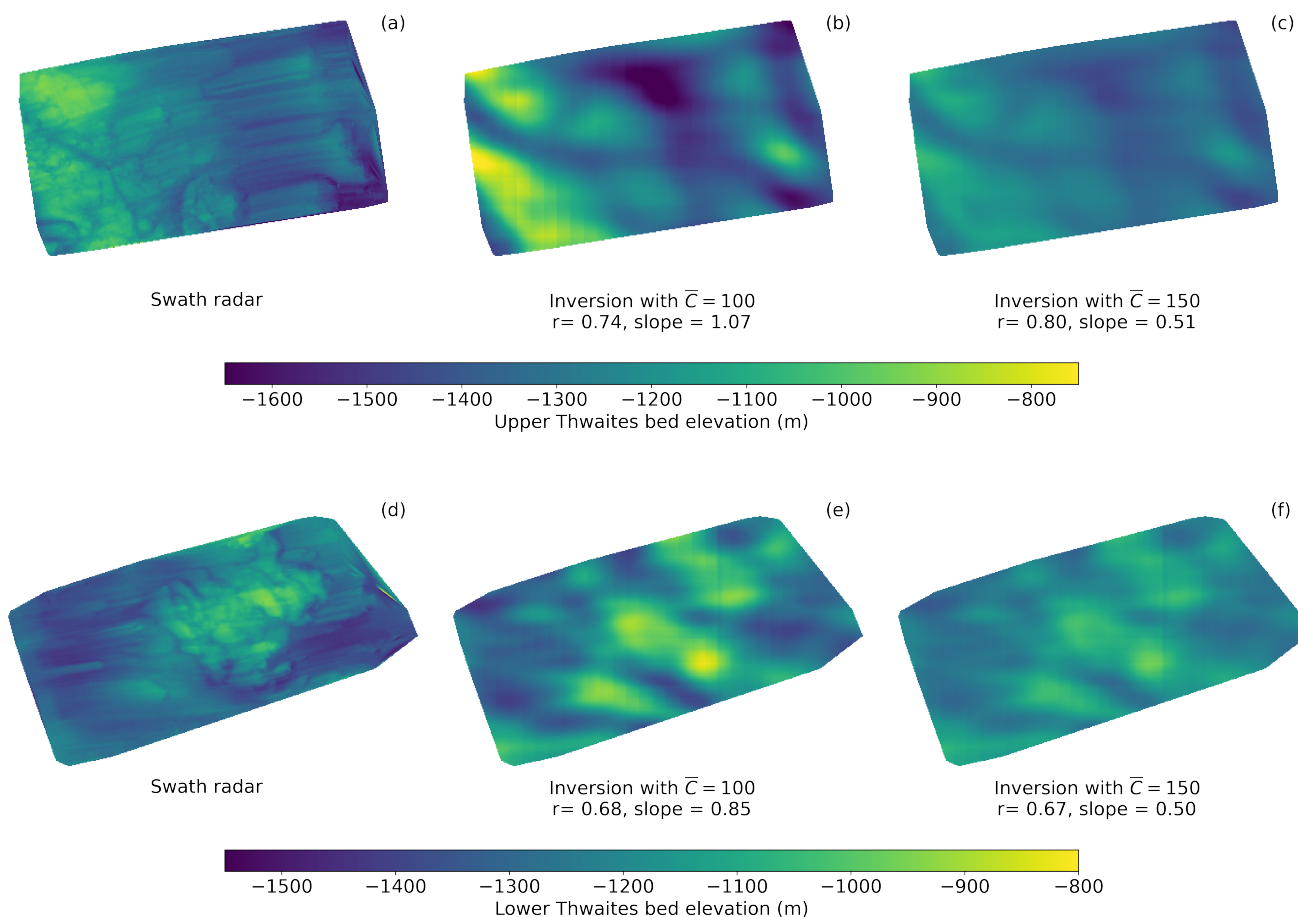 (a) (b) (c)
Swath radar
Inversion with C̅ = 100
r= 0.74, slope = 1.07
Inversion with C̅ = 150
r= 0.80, slope = 0.51
−1600 −1500 −1400 −1300 −1200 −1100 −1000 −900 −800
Upper Thwaites bed elevation (m)
(d) (e) (f)
Swath radar
Inversion with C̅ = 100
r= 0.68, slope = 0.85
Inversion with C̅ = 150
r= 0.67, slope = 0.50
−1500 −1400 −1300 −1200 −1100 −1000 −900 −800
Lower Thwaites bed elevation (m)